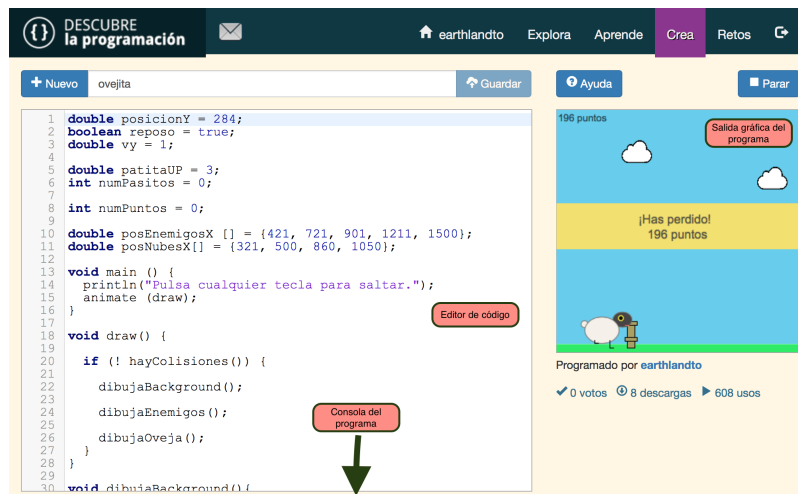 {} DESCUBRE
la programación
earthlandto Explora Aprende Crea Retos
+ Nuevo ovejita Guardar Ayuda Parar
1 double posicionY = 284;
2 boolean reposo = true;
3 double vy = 1;
4
5 double patitaUP = 3;
6 int numPasitos = 0;
7
8 int numPuntos = 0;
9
10 double posEnemigosX [] = {421, 721, 901, 1211, 1500};
11 double posNubesX[] = {321, 500, 860, 1050};
12
13 void main () {
14 println("Pulsa cualquier tecla para saltar.");
15 animate (draw);
16 }
17
18 void draw() {
19
20 if (! hayColisiones()) {
21
22 dibujaBackground();
23
24 dibujaEnemigos();
25
26 dibujaOveja();
27 }
28 }
29
30 void dibujaBackground(){
Editor de código
Consola del
programa
196 puntos
Salida gráfica del
programa
¡Has perdido!
196 puntos
Programado por earthlandto
0 votos 8 descargas 608 usos